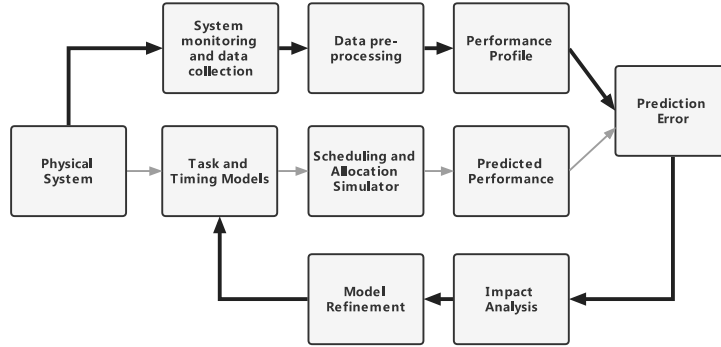 System
monitoring
and data
collection
Data pre-
processing
Performance
Profile
Prediction
Error
Physical
System
Task and
Timing Models
Scheduling and
Allocation
Simulator
Predicted
Performance
Model
Refinement
Impact
Analysis